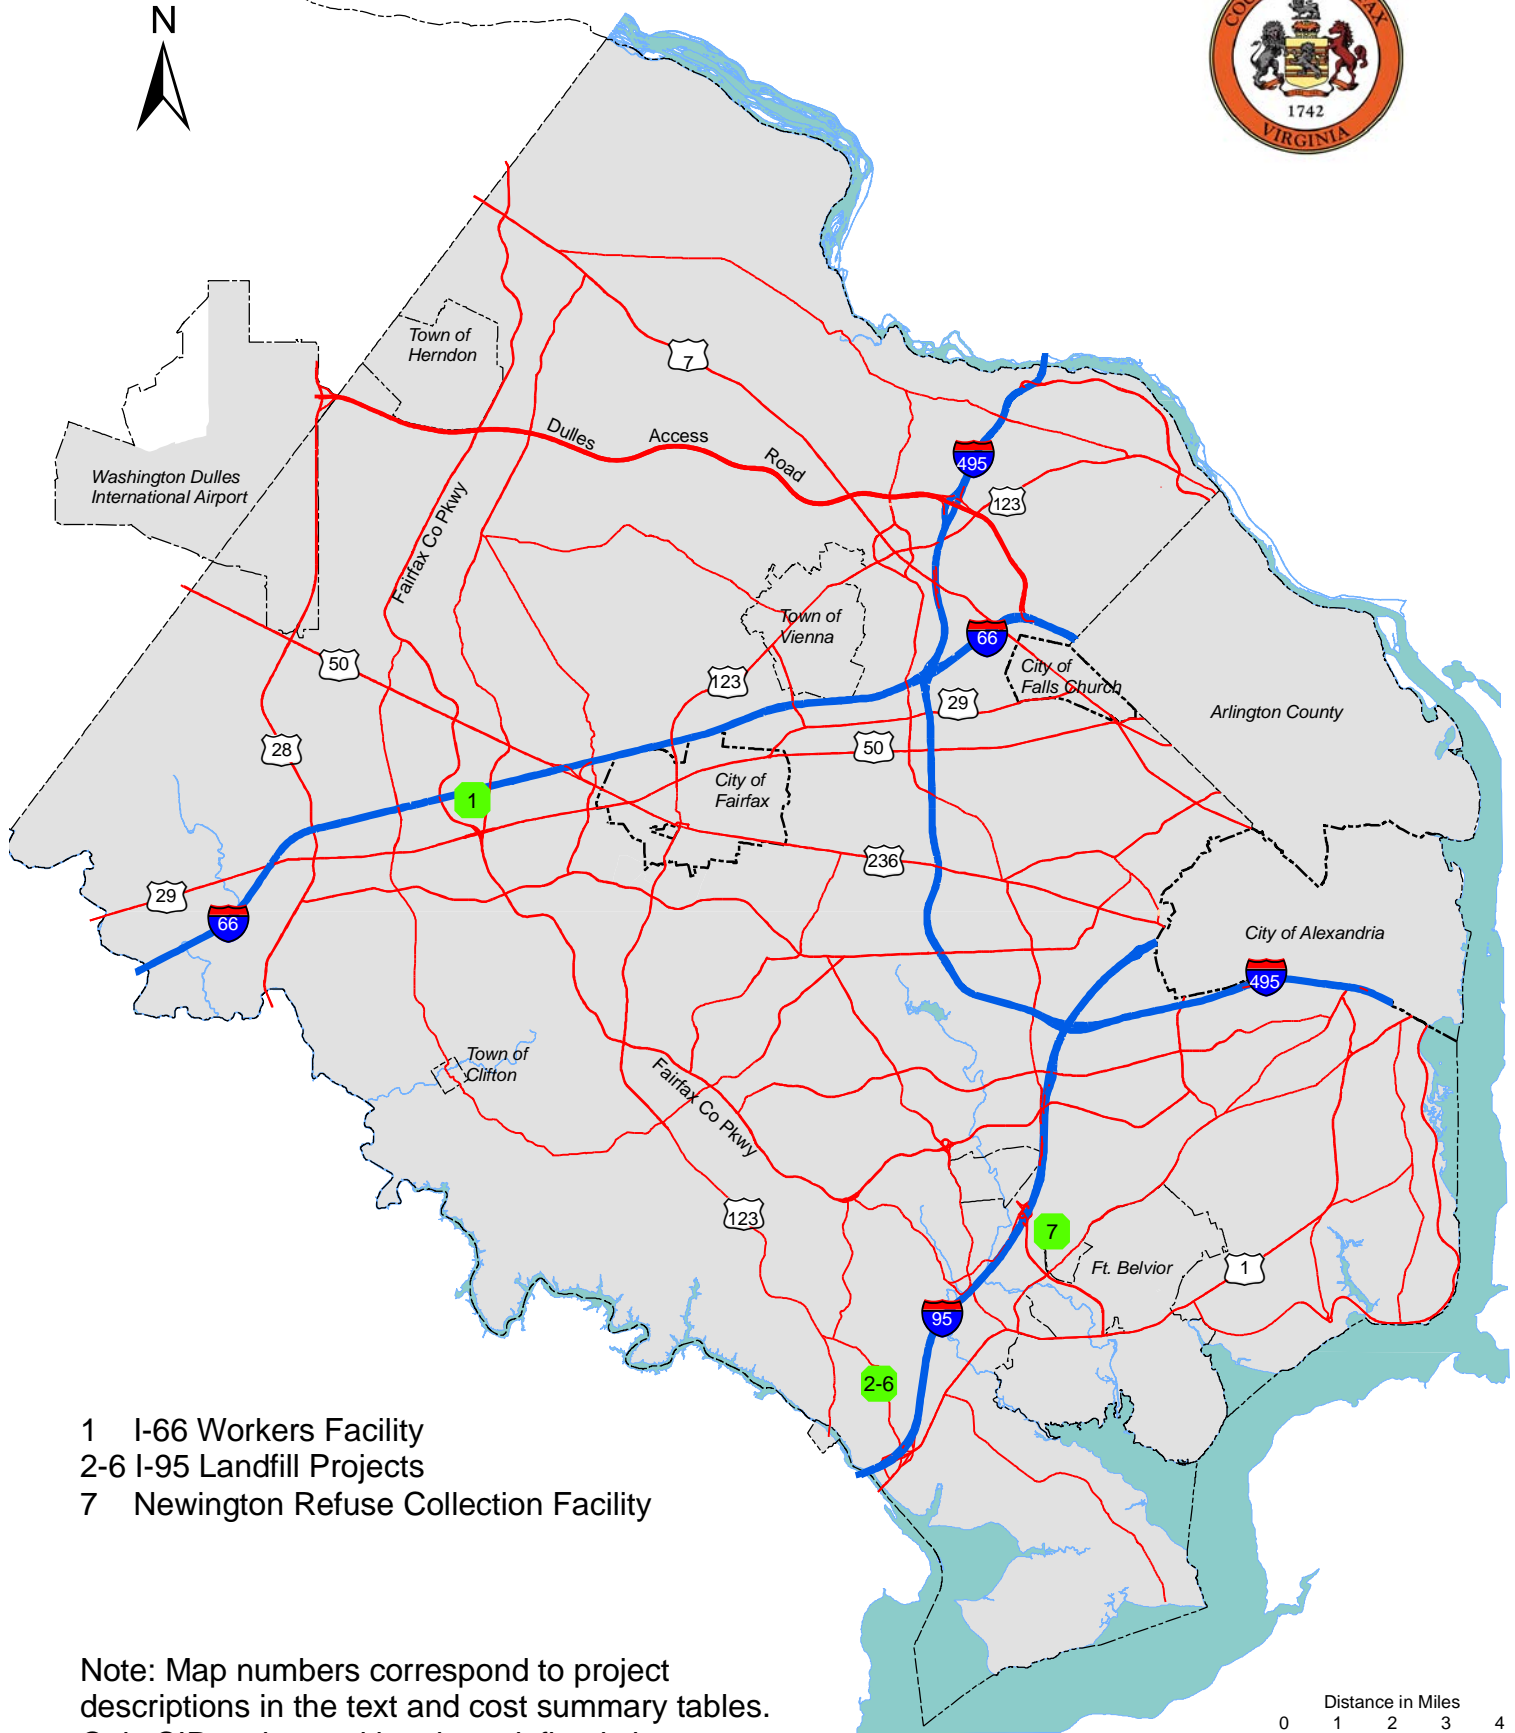 N
1742
VIRGINIA
Town of
Herndon
7
Dulles Access Road
495
123
Washington Dulles
International Airport
Fairfax Co Pkwy
Town of
Vienna
66
50
123
City of
Falls Church
29
Arlington County
28
50
1
City of
Fairfax
236
29
66
City of Alexandria
495
Town of
Clifton
Fairfax Co Pkwy
123
7
Ft. Belvior
1
95
2-6
1 I-66 Workers Facility
2-6 I-95 Landfill Projects
7 Newington Refuse Collection Facility
Note: Map numbers correspond to project
descriptions in the text and cost summary tables.
Distance in Miles
0 1 2 3 4